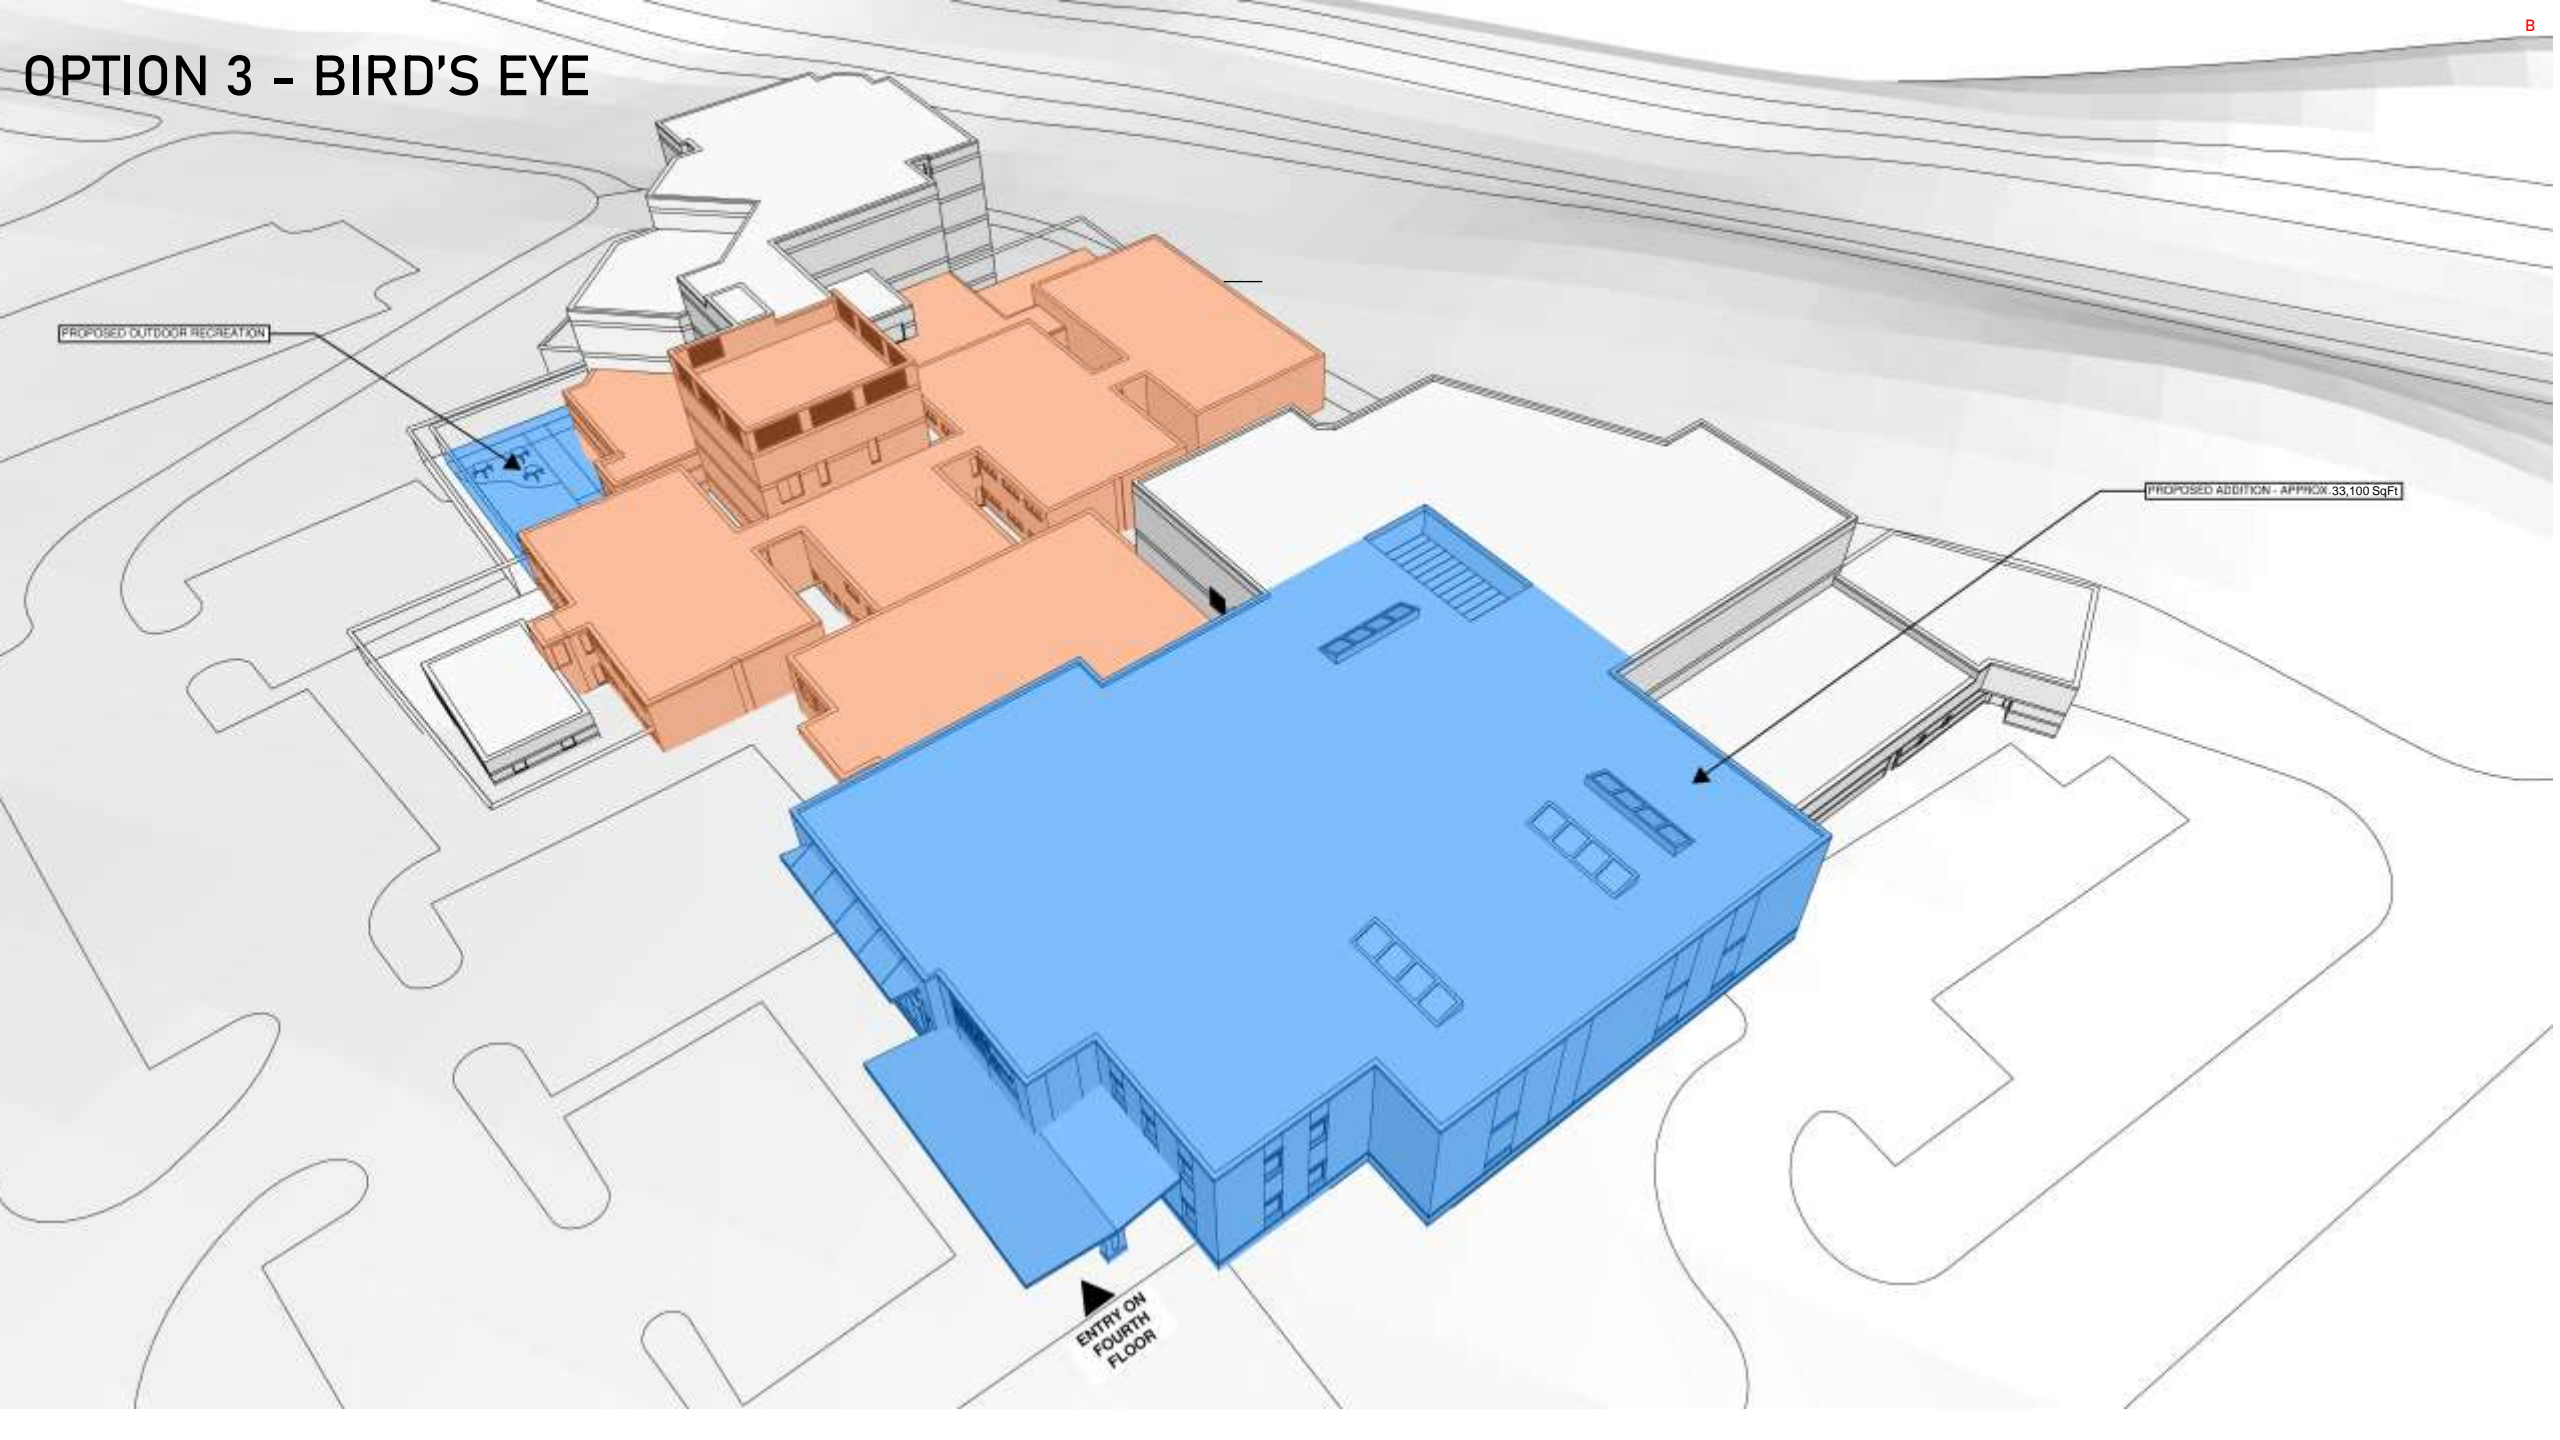 B
OPTION 3 - BIRD'S EYE
PROPOSED OUTDOOR RECREATION
PROPOSED ADDITION - APPROX. 33,100 SqFt
ENTRY ON
FOURTH
FLOOR